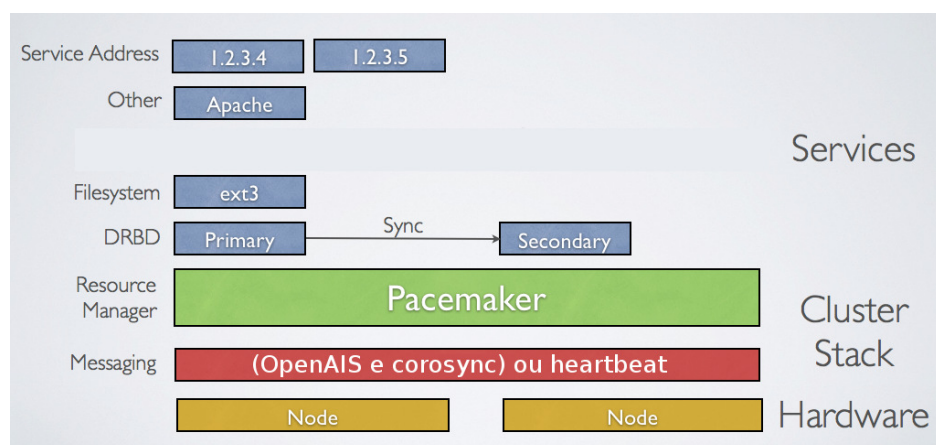 Service Address 1.2.3.4 1.2.3.5
Other Apache
Services
Filesystem ext3
DRBD Primary Sync Secondary
Resource
Manager
Pacemaker
Cluster
Stack
Messaging (OpenAIS e corosync) ou heartbeat
Node Node Hardware